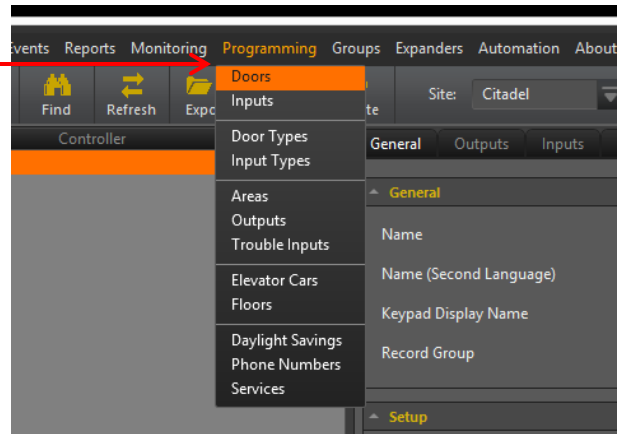 Events Reports Monitoring Programming Groups Expanders Automation About
Find Refresh Site: Citadel
Controller
Doors
Inputs
Door Types
Input Types
Areas
Outputs
Trouble Inputs
Elevator Cars
Floors
Daylight Savings
Phone Numbers
Services
General Outputs Inputs
General
Name
Name (Second Language)
Keypad Display Name
Record Group
Setup